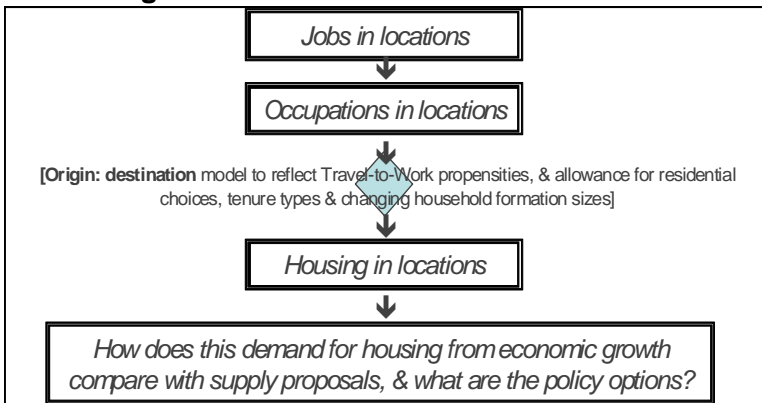 Jobs in locations
Occupations in locations
[Origin: destination model to reflect Travel-to-Work propensities, & allowance for residential
choices, tenure types & changing household formation sizes]
Housing in locations
How does this demand for housing from economic growth
compare with supply proposals, & what are the policy options?